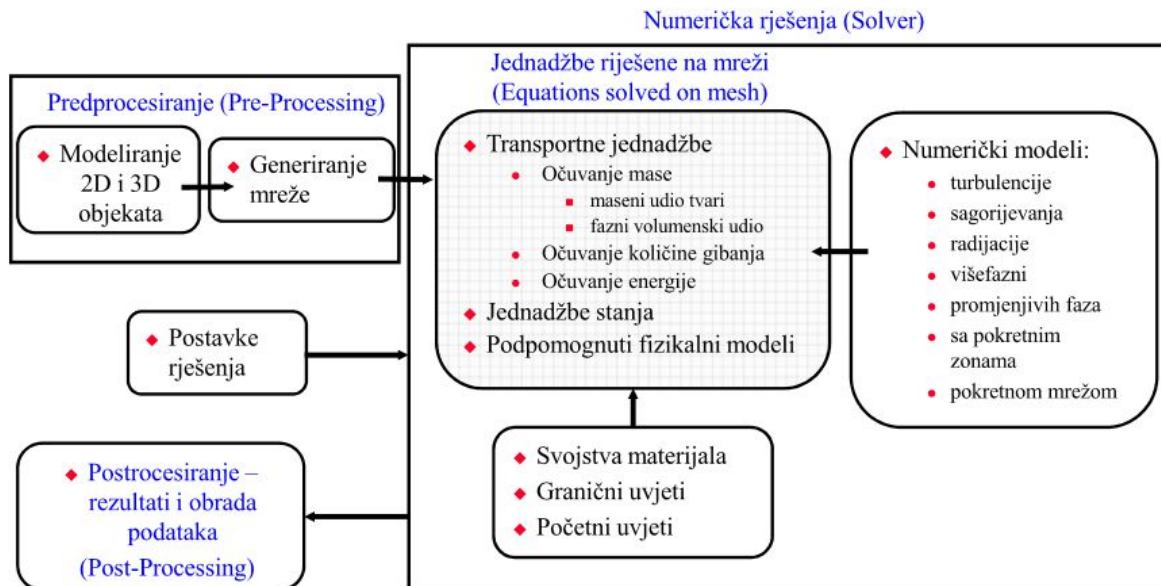 Numerička rješenja (Solver)
Predprocesiranje (Pre-Processing)
Modeliranje
2D i 3D
objekata
Generiranje
mreže
Postavke
rješenja
Postrocesiranje –
rezultati i obrada
podataka
(Post-Processing)
Jednadžbe riješene na mreži
(Equations solved on mesh)
Transportne jednadžbe
Očuvanje mase
maseni udio tvari
fazni volumenski udio
Očuvanje količine gibanja
Očuvanje energije
Jednadžbe stanja
Podpomognuti fizikalni modeli
Svojstva materijala
Granični uvjeti
Početni uvjeti
Numerički modeli:
turbulencije
sagorijevanja
radijacije
višefazni
promjenjivih faza
sa pokretnim
zonama
pokretnom mrežom